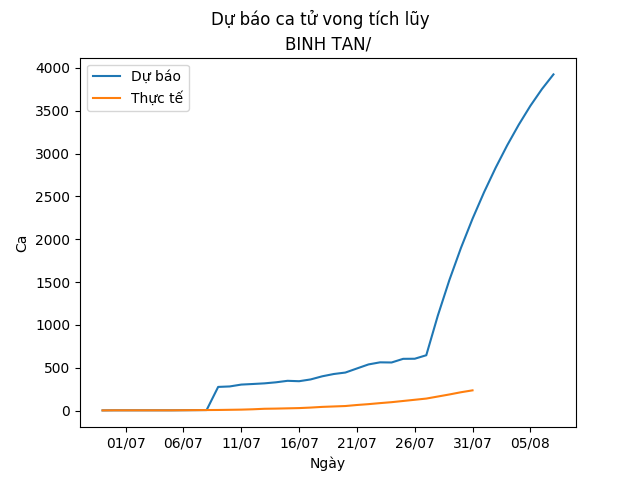 Dự báo ca tử vong tích lũy
BINH TAN/
Dự báo
Thực tế
4000
3500
3000
2500
2000
1500
1000
500
0
Ca
01/07 06/07 11/07 16/07 21/07 26/07 31/07 05/08
Ngày